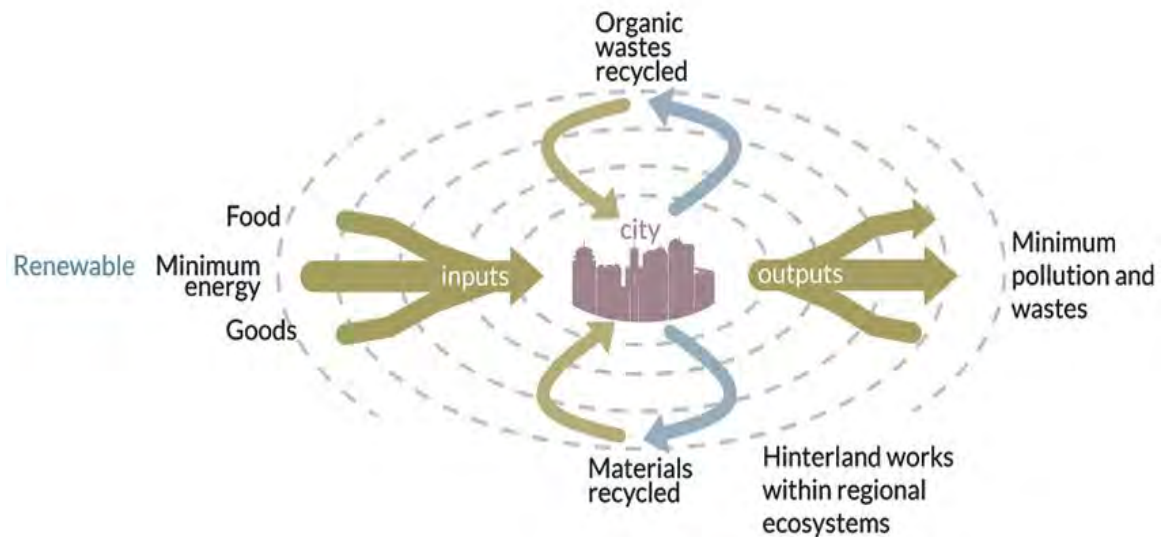 Organic
wastes
recycled
Food
city
Renewable
Minimum
energy
inputs
outputs
Minimum
pollution and
wastes
Goods
Materials
recycled
Hinterland works
within regional
ecosystems